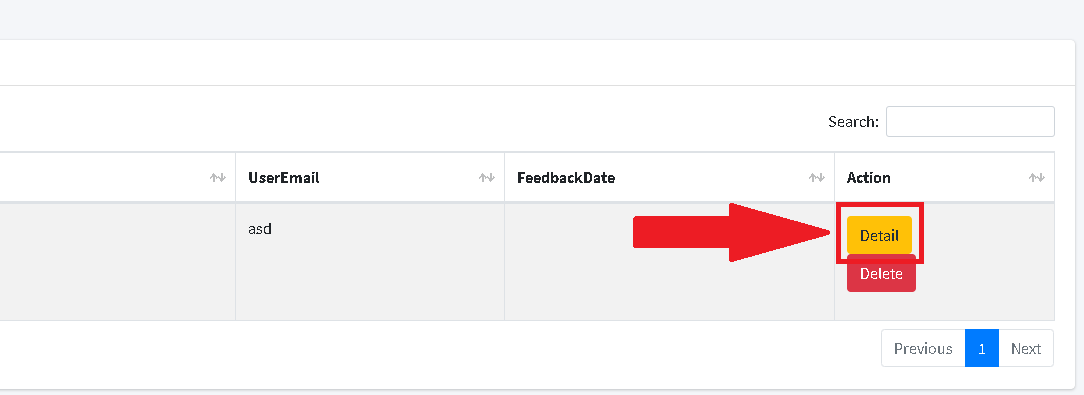 Search:
UserEmail FeedbackDate Action
asd Detail
Delete
Previous 1 Next